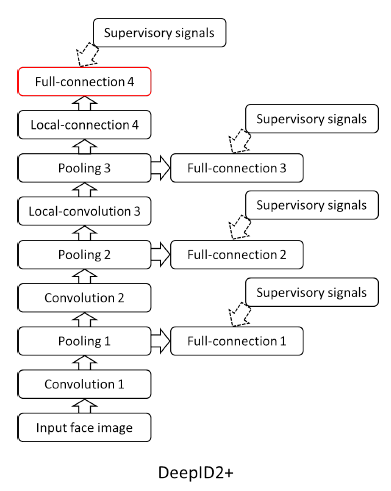 Supervisory signals
Full-connection 4
Local-connection 4
Supervisory signals
Pooling 3
Full-connection 3
Local-convolution 3
Supervisory signals
Pooling 2
Full-connection 2
Convolution 2
Supervisory signals
Pooling 1
Full-connection 1
Convolution 1
Input face image
DeepID2+